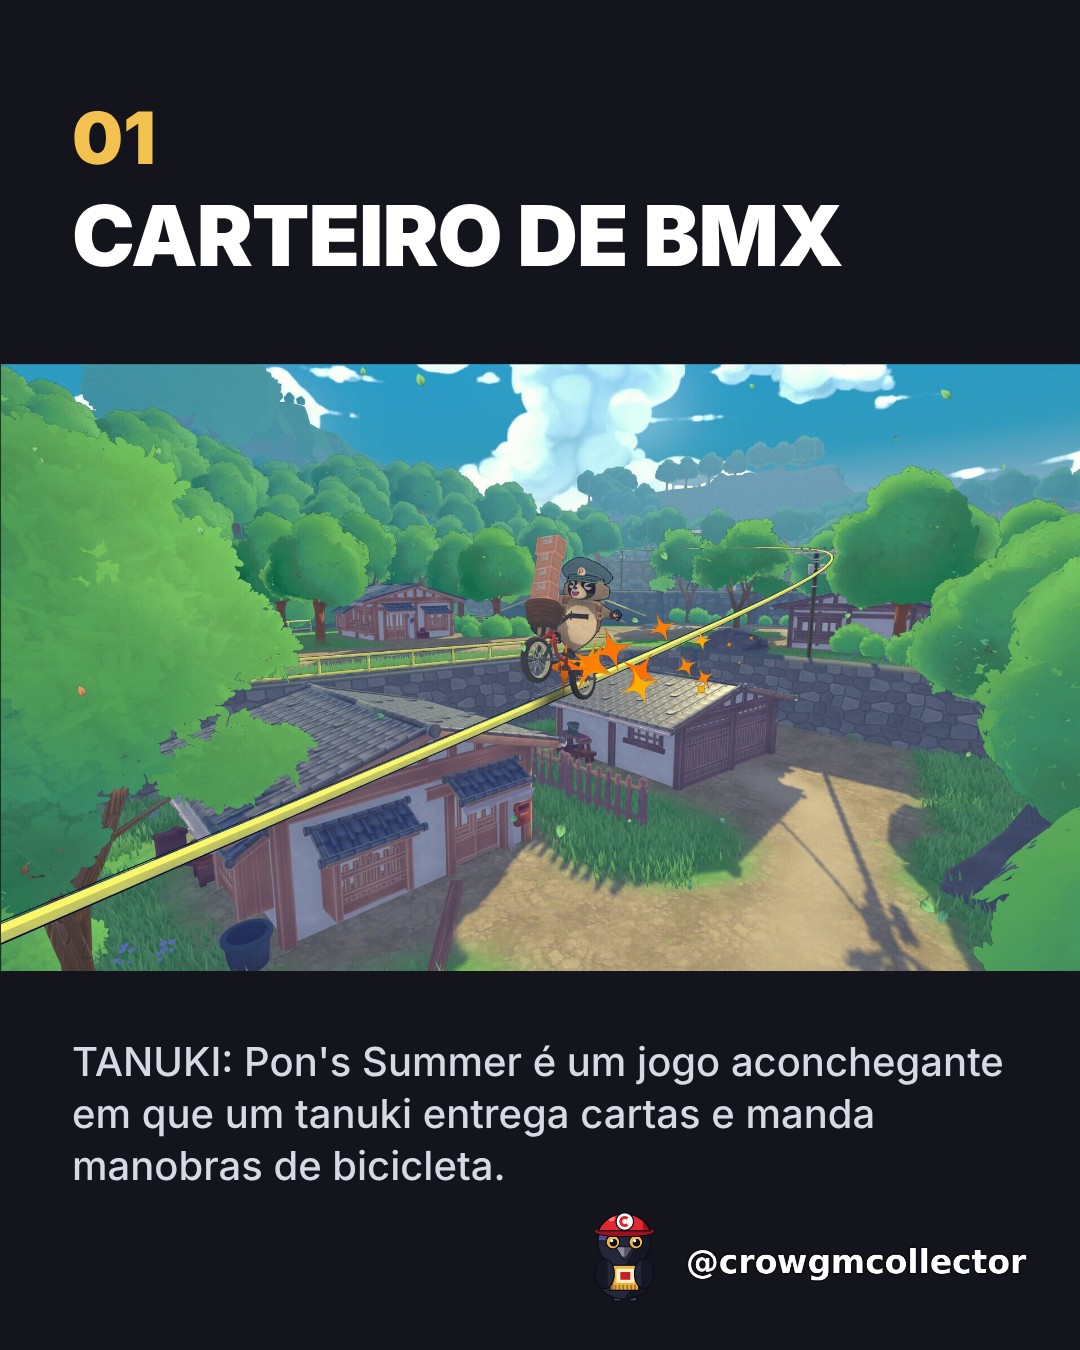 01
CARTEIRO DE BMX
TANUKI: Pon's Summer é um jogo aconchegante
em que um tanuki entrega cartas e manda
manobras de bicicleta.
C
@crowgmcollector